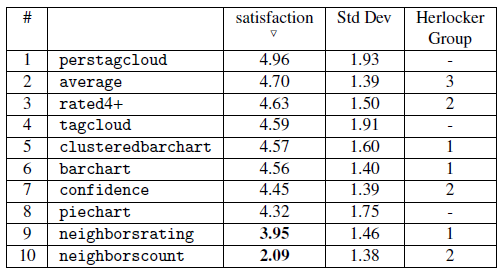 # satisfaction Std Dev Herlocker
▽ Group
1 perstagcloud 4.96 1.93 -
2 average 4.70 1.39 3
3 rated4+ 4.63 1.50 2
4 tagcloud 4.59 1.91 -
5 clusteredbarchart 4.57 1.60 1
6 barchart 4.56 1.40 1
7 confidence 4.45 1.39 2
8 piechart 4.32 1.75 -
9 neighborsrating 3.95 1.46 1
10 neighborscount 2.09 1.38 2